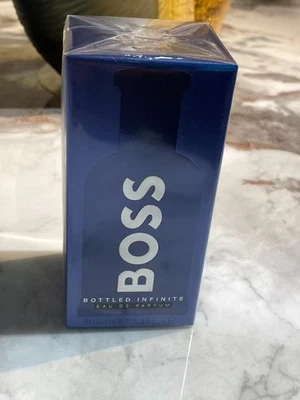 BOSS
BOTTLED INFINITE
EAU DE PARFUM